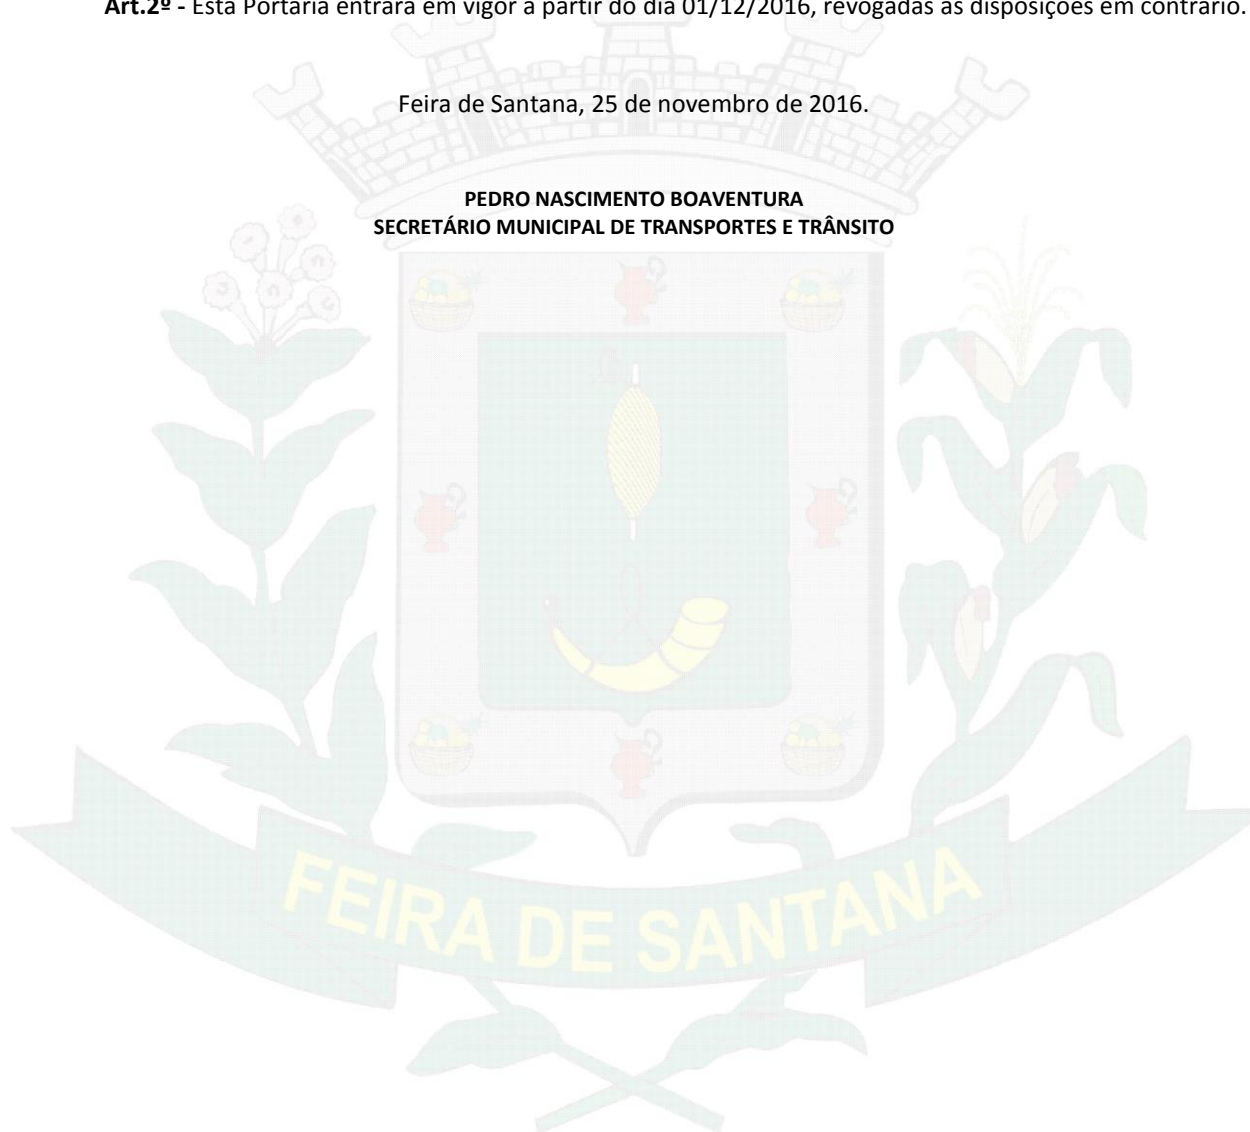 Art.2º - Esta Portaria entrará em vigor a partir do dia 01/12/2016, revogadas as disposições em contrário.
Feira de Santana, 25 de novembro de 2016.
PEDRO NASCIMENTO BOAVENTURA
SECRETÁRIO MUNICIPAL DE TRANSPORTES E TRÂNSITO
FEIRA DE SANTANA